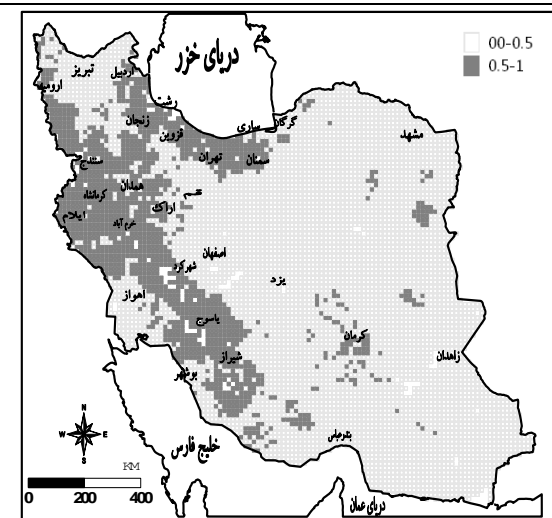 دریای خزر
00-0.5
0.5-1
تبریز
اردبیل
ارومیه
رشت
زنجان
قزوین
ساری
گرگان
مشهد
تهران
سمنان
سنندج
همدان
قم
کرمانشاه
اراک
ایلام
خرم آباد
اصفهان
شهرکرد
یزد
اهواز
یاسوج
کرمان
شیراز
زاهدان
بوشهر
بندرعباس
خلیج فارس
دریای عمان
N
W
E
S
KM
0
200
400